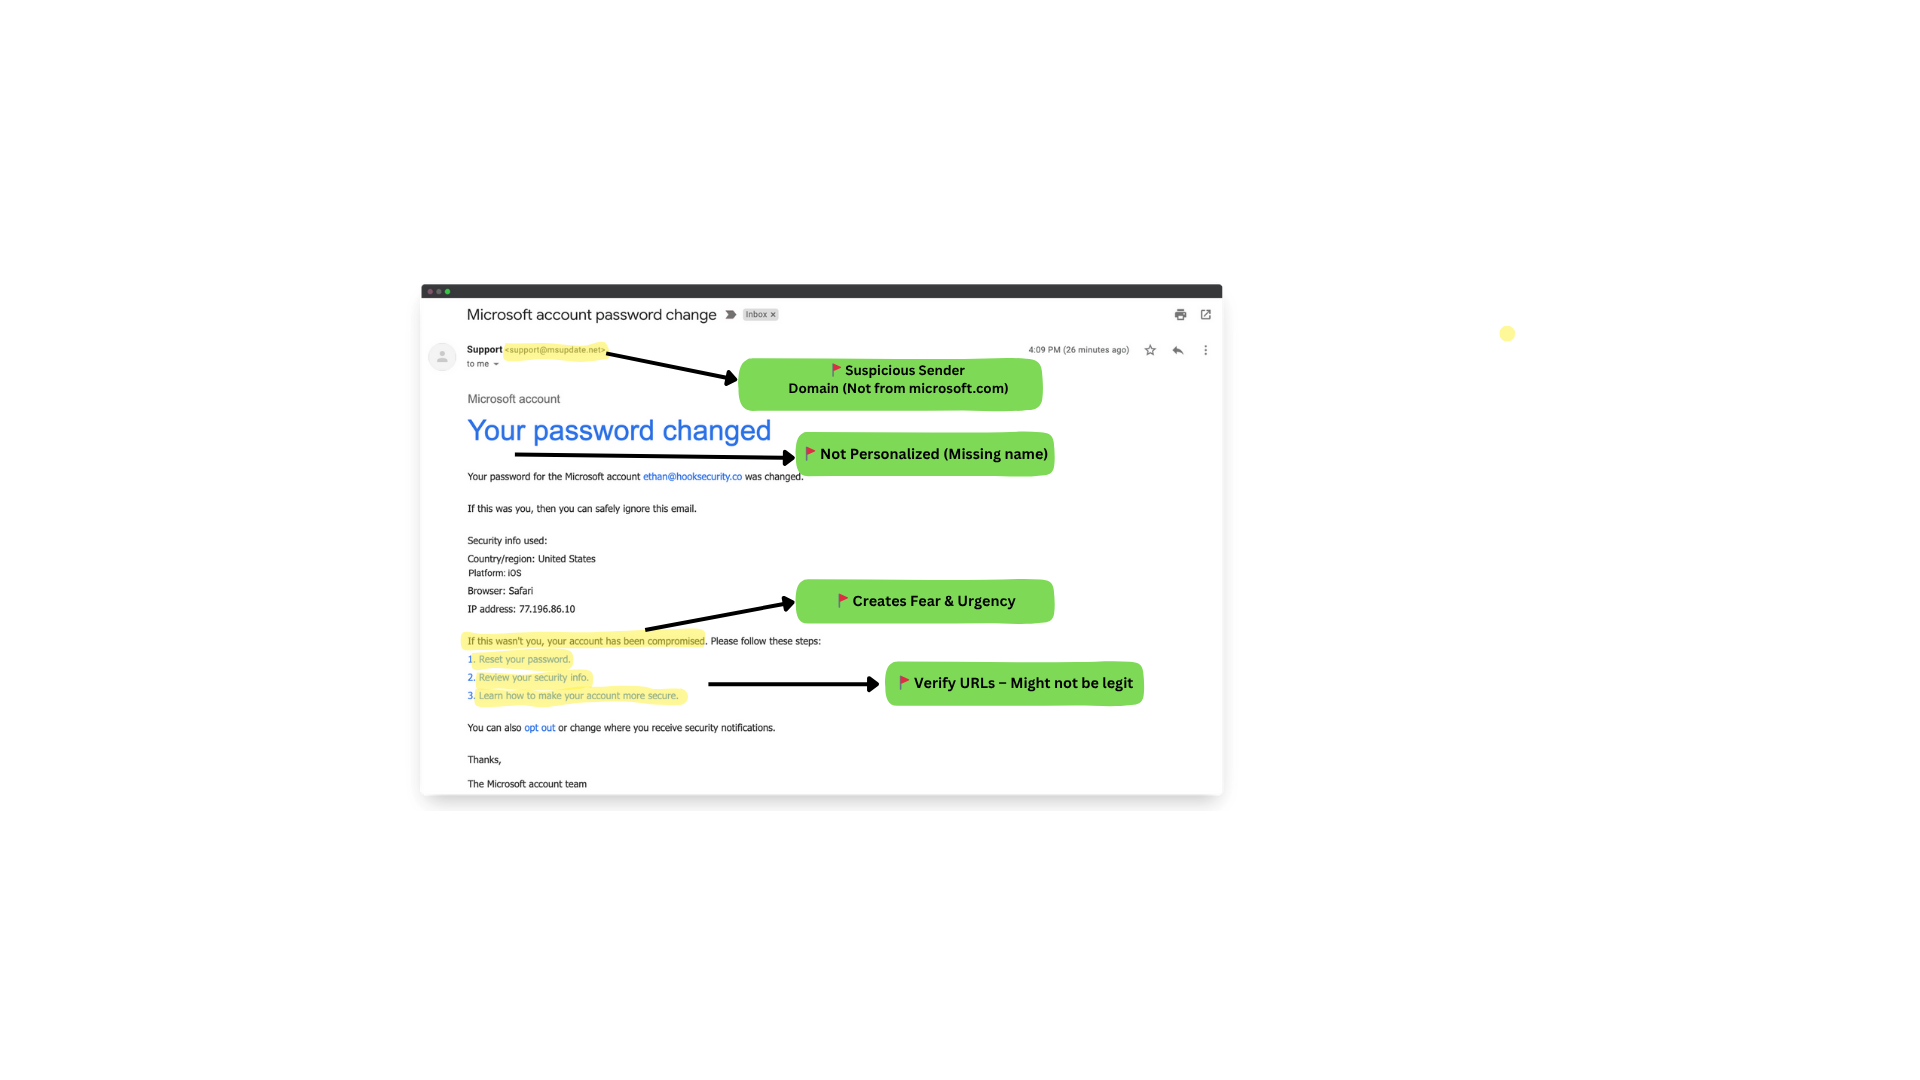 Microsoft account password change Inbox x
Support <support@msupdate.net>
4:09 PM (26 minutes ago)
to me
🚩Suspicious Sender
Domain (Not from microsoft.com)
Microsoft account
Your password changed
🚩Not Personalized (Missing name)
Your password for the Microsoft account ethan@hooksecurity.co was changed.
If this was you, then you can safely ignore this email.
Security info used:
Country/region: United States
Platform: iOS
Browser: Safari
IP address: 77.196.86.10
🚩Creates Fear & Urgency
If this wasn't you, your account has been compromised. Please follow these steps:
1. Reset your password.
2. Review your security info.
3. Learn how to make your account more secure.
🚩Verify URLs – Might not be legit
You can also opt out or change where you receive security notifications.
Thanks,
The Microsoft account team